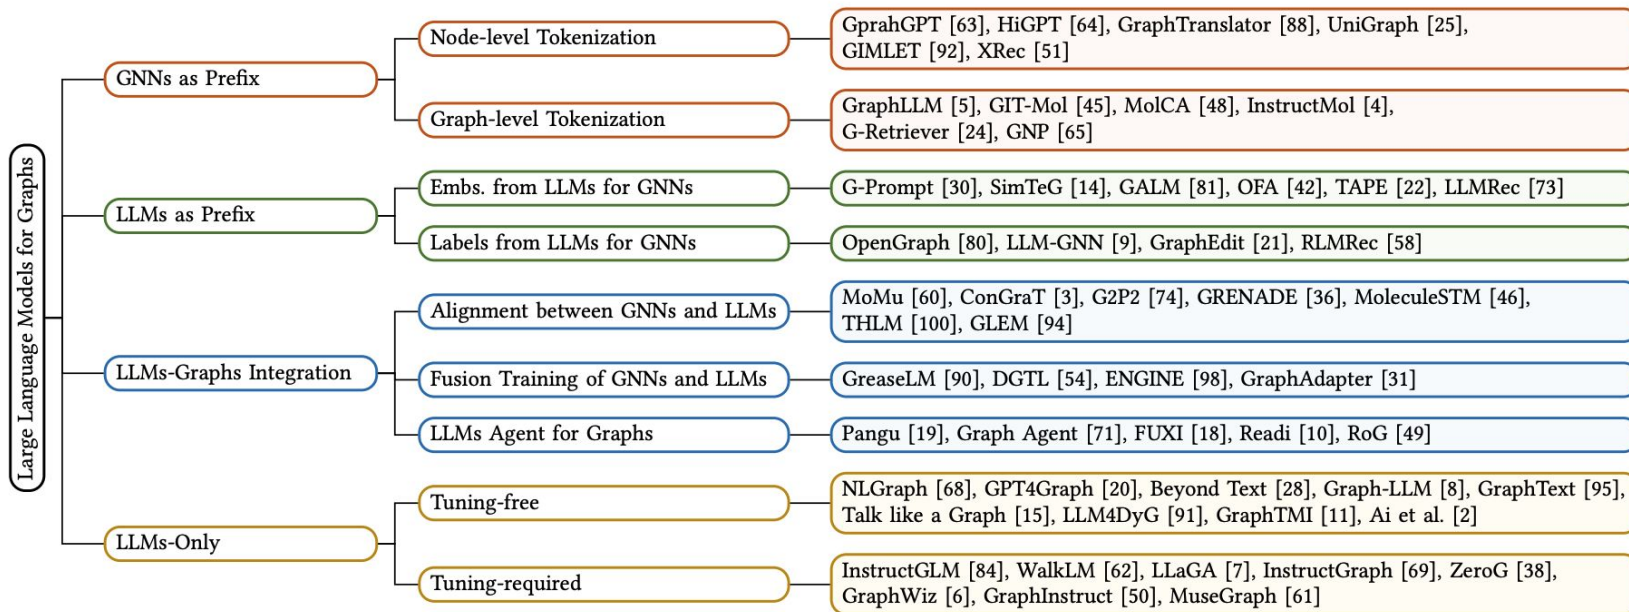 Large Language Models for Graphs
GNNs as Prefix
Node-level Tokenization
GprahGPT [63], HiGPT [64], GraphTranslator [88], UniGraph [25],
GIMLET [92], XRec [51]
Graph-level Tokenization
GraphLLM [5], GIT-Mol [45], MolCA [48], InstructMol [4],
G-Retriever [24], GNP [65]
LLMs as Prefix
Embs. from LLMs for GNNs
G-Prompt [30], SimTeG [14], GALM [81], OFA [42], TAPE [22], LLMRec [73]
Labels from LLMs for GNNs
OpenGraph [80], LLM-GNN [9], GraphEdit [21], RLMRec [58]
LLMs-Graphs Integration
Alignment between GNNs and LLMs
MoMu [60], ConGraT [3], G2P2 [74], GRENADE [36], MoleculeSTM [46],
THLM [100], GLEM [94]
Fusion Training of GNNs and LLMs
GreaseLM [90], DGTL [54], ENGINE [98], GraphAdapter [31]
LLMs Agent for Graphs
Pangu [19], Graph Agent [71], FUXI [18], Readi [10], RoG [49]
LLMs-Only
Tuning-free
NLGraph [68], GPT4Graph [20], Beyond Text [28], Graph-LLM [8], GraphText [95],
Talk like a Graph [15], LLM4DyG [91], GraphTMI [11], Ai et al. [2]
Tuning-required
InstructGLM [84], WalkLM [62], LLaGA [7], InstructGraph [69], ZeroG [38],
GraphWiz [6], GraphInstruct [50], MuseGraph [61]